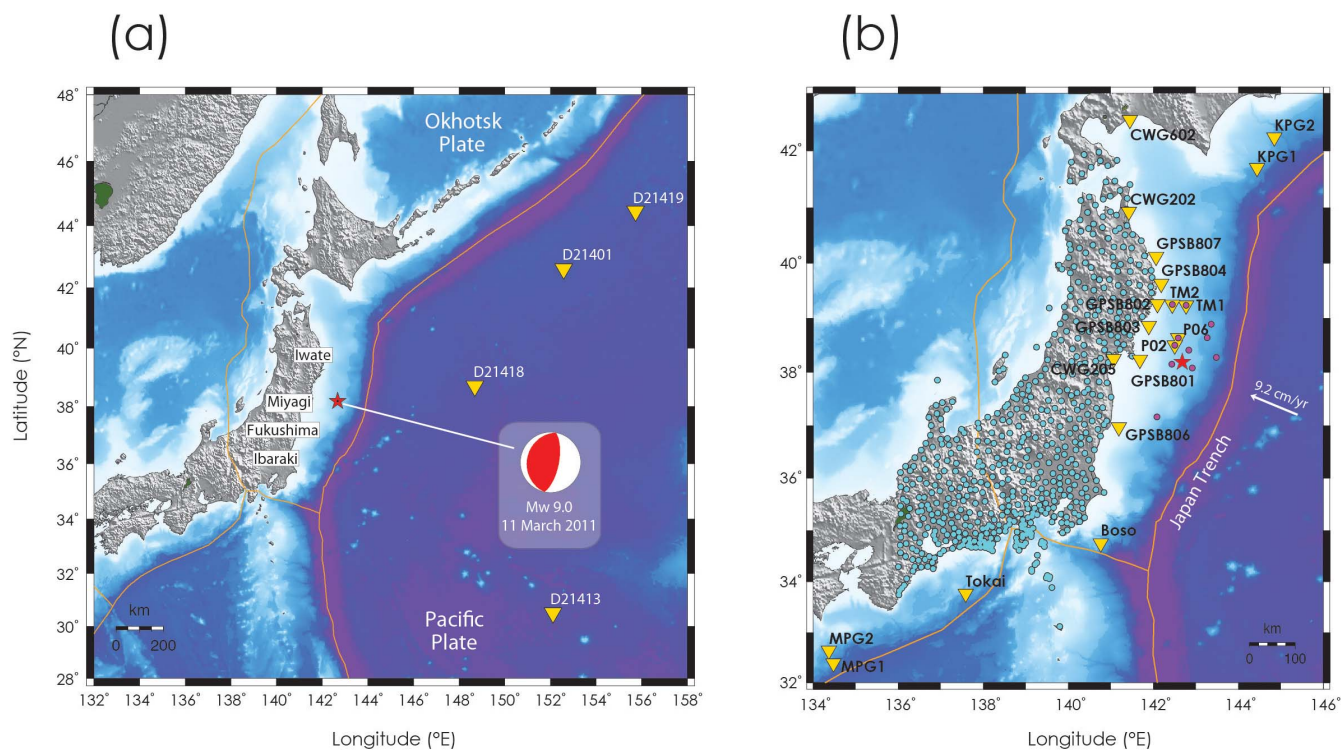 (a)
(b)
48°
46°
44°
42°
40°
38°
36°
34°
32°
30°
28°
Latitude (°N)
132°
134°
136°
138°
140°
142°
144°
146°
148°
150°
152°
154°
156°
158°
Longitude (°E)
Okhotsk
Plate
D21419
D21401
D21418
D21413
Iwate
Miyagi
Fukushima
Ibaraki
Mw 9.0
11 March 2011
Pacific
Plate
km
0 200
42°
40°
38°
36°
34°
32°
134°
136°
138°
140°
142°
144°
146°
Longitude (°E)
KPG2
CWG602
KPG1
CWG202
GPSB807
GPSB804
TM2
GPSB802
TM1
GPSB803
P06
P02
CWG205
GPSB801
9.2 cm/yr
GPSB806
Japan Trench
Boso
Tokai
MPG2
MPG1
km
0 100